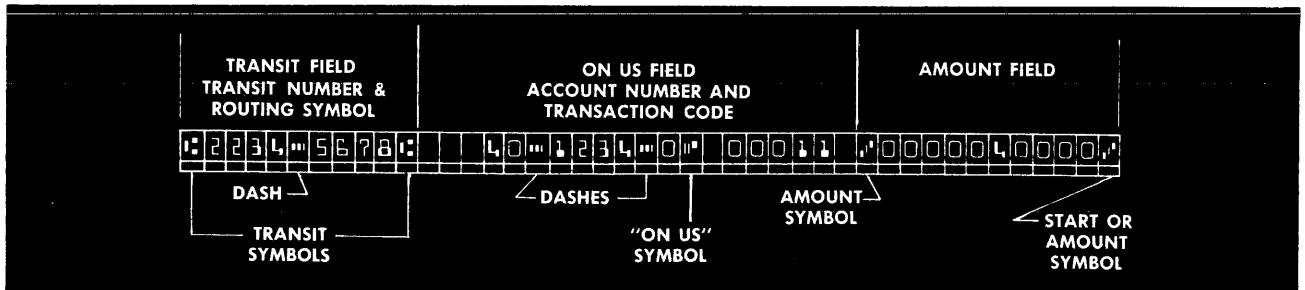 TRANSIT FIELD
TRANSIT NUMBER &
ROUTING SYMBOL
ON US FIELD
ACCOUNT NUMBER AND
TRANSACTION CODE
AMOUNT FIELD
⑆2234⑉5678⑆ 40⑉1234⑉0⑈ 00011 ⑇0000040000⑇
DASH
DASHES
AMOUNT
SYMBOL
TRANSIT
SYMBOLS
"ON US"
SYMBOL
START OR
AMOUNT
SYMBOL